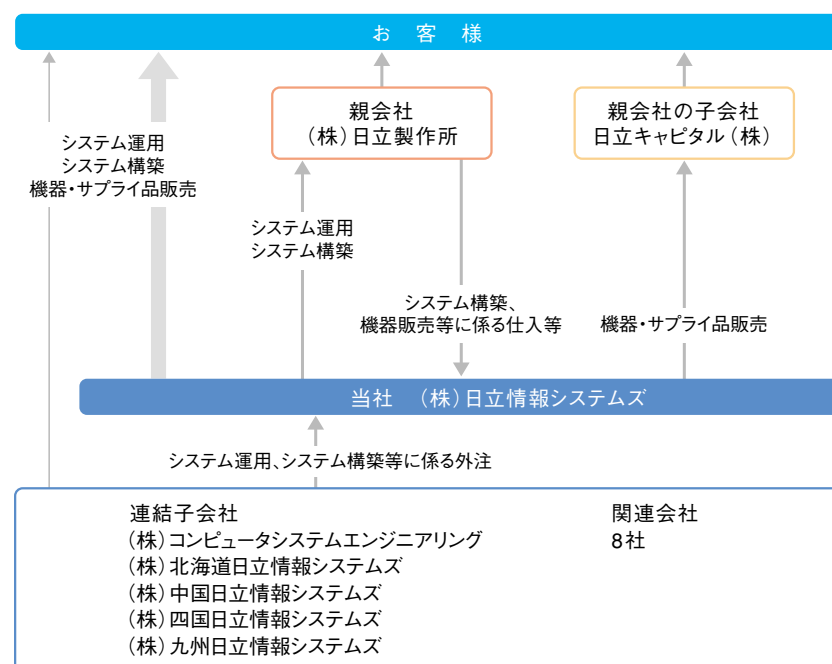 お 客 様
親会社
(株)日立製作所
親会社の子会社
日立キャピタル(株)
システム運用
システム構築
機器・サプライ品販売
システム運用
システム構築
システム構築、
機器販売等に係る仕入等
機器・サプライ品販売
当社 (株)日立情報システムズ
システム運用、システム構築等に係る外注
連結子会社
(株)コンピュータシステムエンジニアリング
(株)北海道日立情報システムズ
(株)中国日立情報システムズ
(株)四国日立情報システムズ
(株)九州日立情報システムズ
関連会社
8社